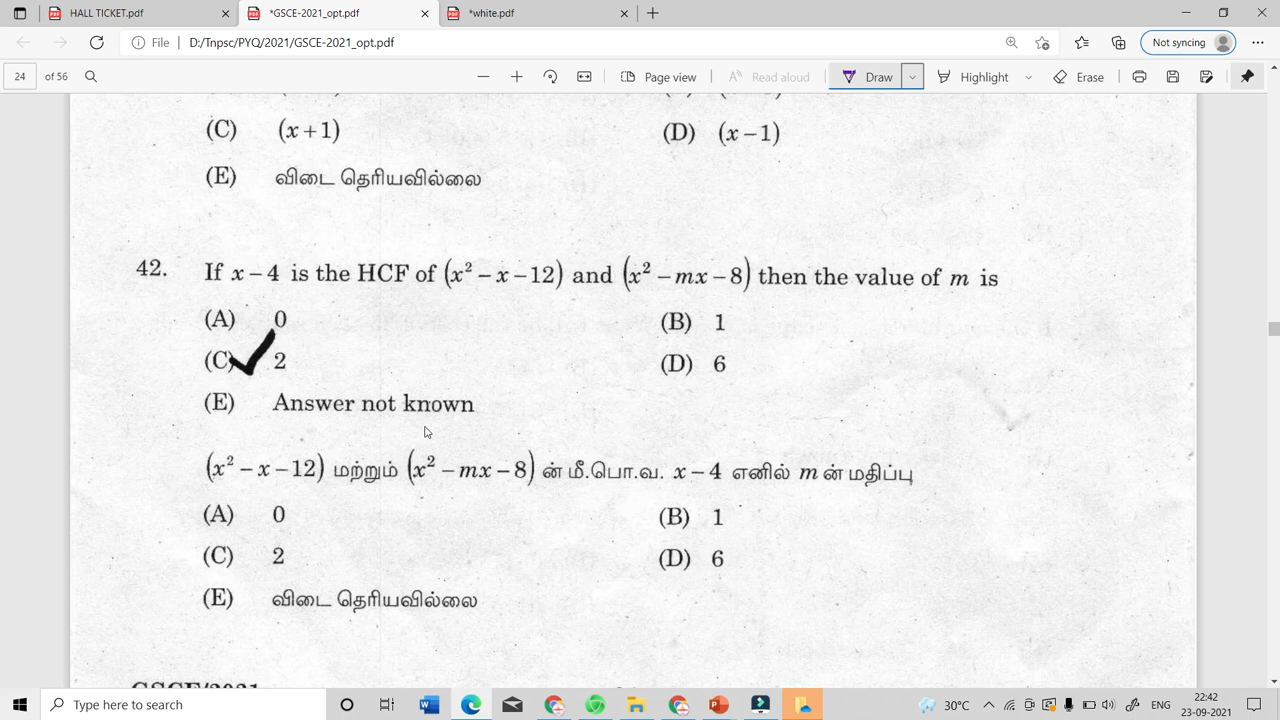 HALL TICKET.pdf
*GSCE-2021_opt.pdf
*white.pdf
File D:/Tnpsc/PYQ/2021/GSCE-2021_opt.pdf
Not syncing
24 of 56
Page view
Read aloud
Draw
Highlight
Erase
(C) (x+1) (D) (x−1)
(E) விடை தெரியவில்லை
42. If x−4 is the HCF of (x²−x−12) and (x²−mx−8) then the value of m is
(A) 0 (B) 1
(C) 2 (D) 6
(E) Answer not known
(x²−x−12) மற்றும் (x²−mx−8) ன் மீ.பொ.வ. x−4 எனில் m ன் மதிப்பு
(A) 0 (B) 1
(C) 2 (D) 6
(E) விடை தெரியவில்லை
GSCE/2021
Type here to search
30°C
ENG
22:42
23-09-2021